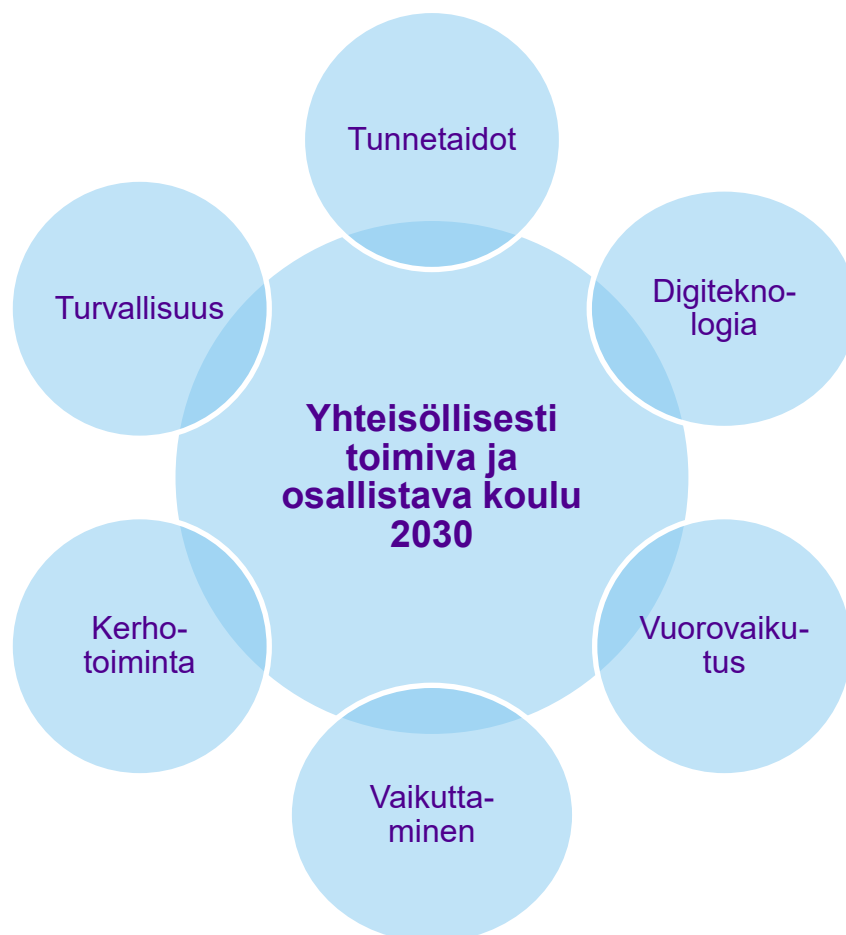 Tunnetaidot
Digitekno-
logia
Turvallisuus
Yhteisöllisesti
toimiva ja
osallistava koulu
2030
Kerho-
toiminta
Vuorovaiku-
tus
Vaikutta-
minen